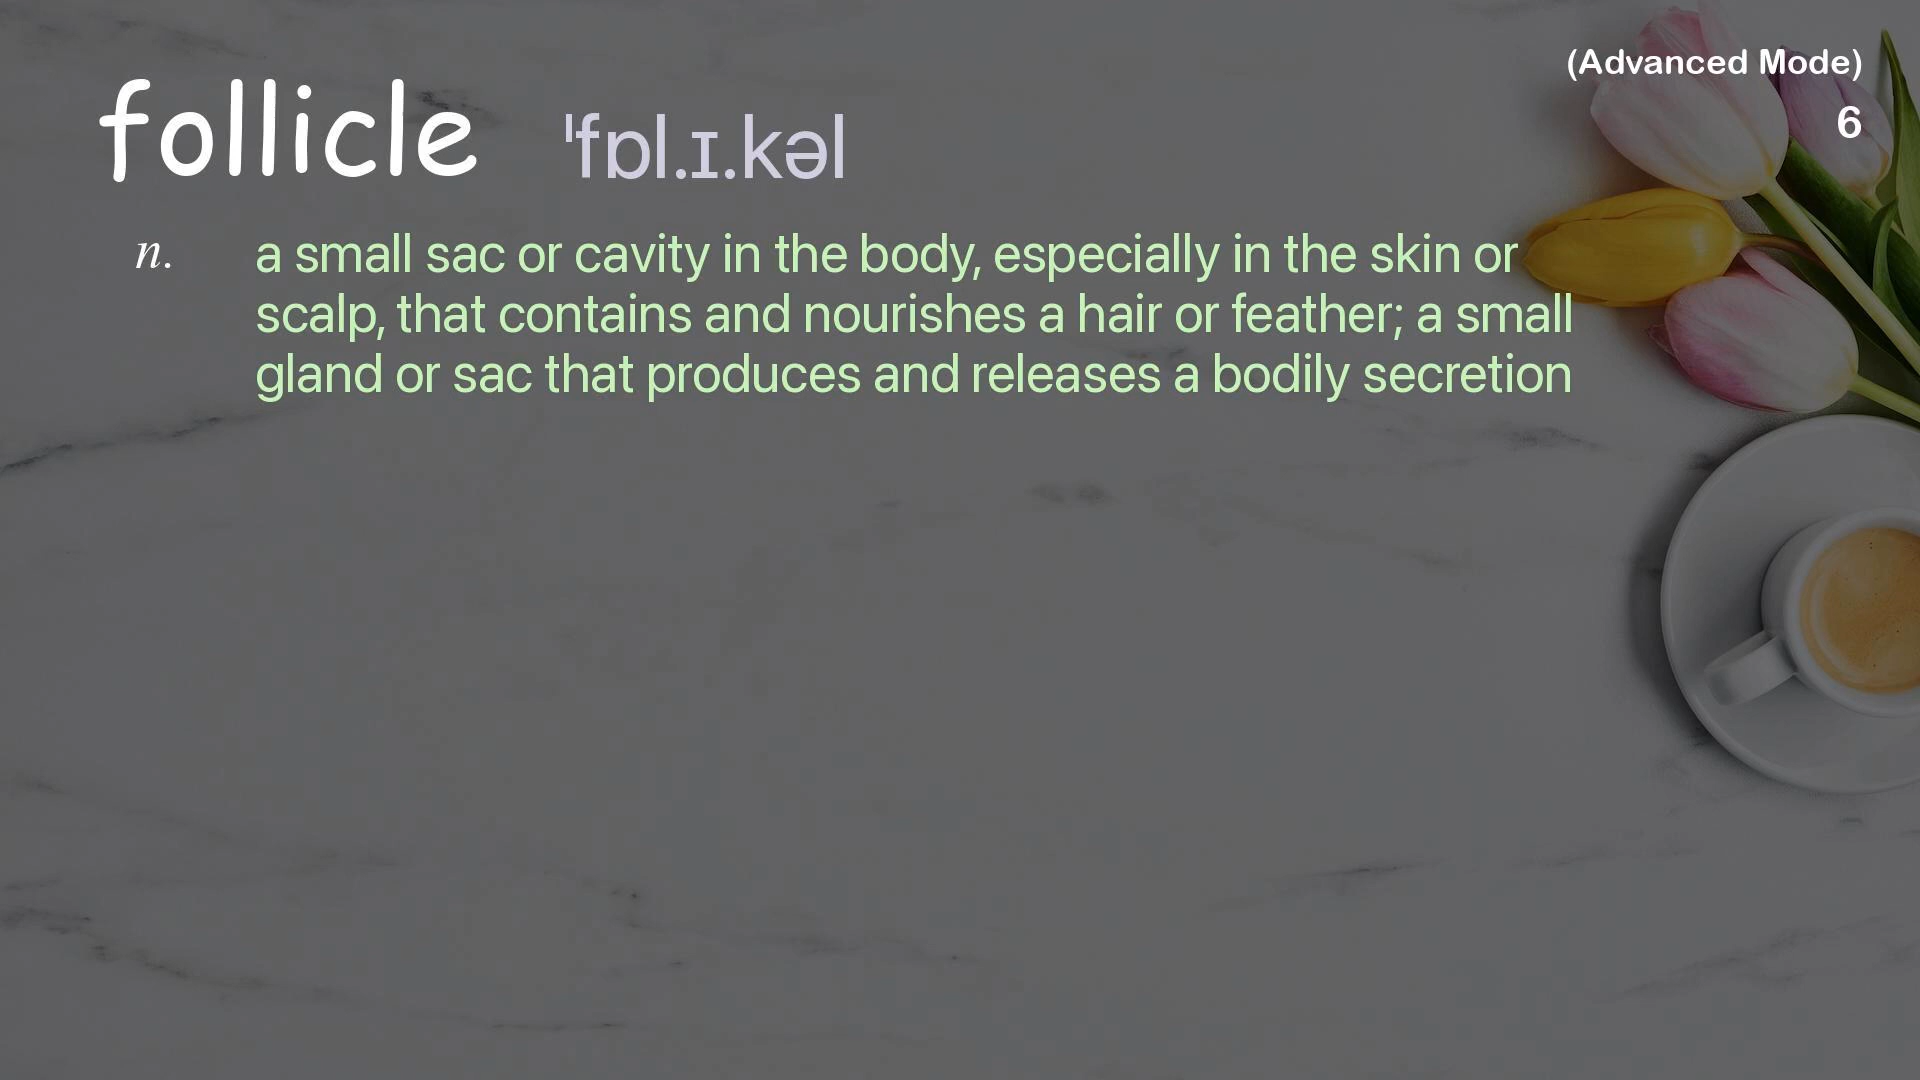 (Advanced Mode)
follicle ˈfɒl.ɪ.kəl
6
n. a small sac or cavity in the body, especially in the skin or
scalp, that contains and nourishes a hair or feather; a small
gland or sac that produces and releases a bodily secretion